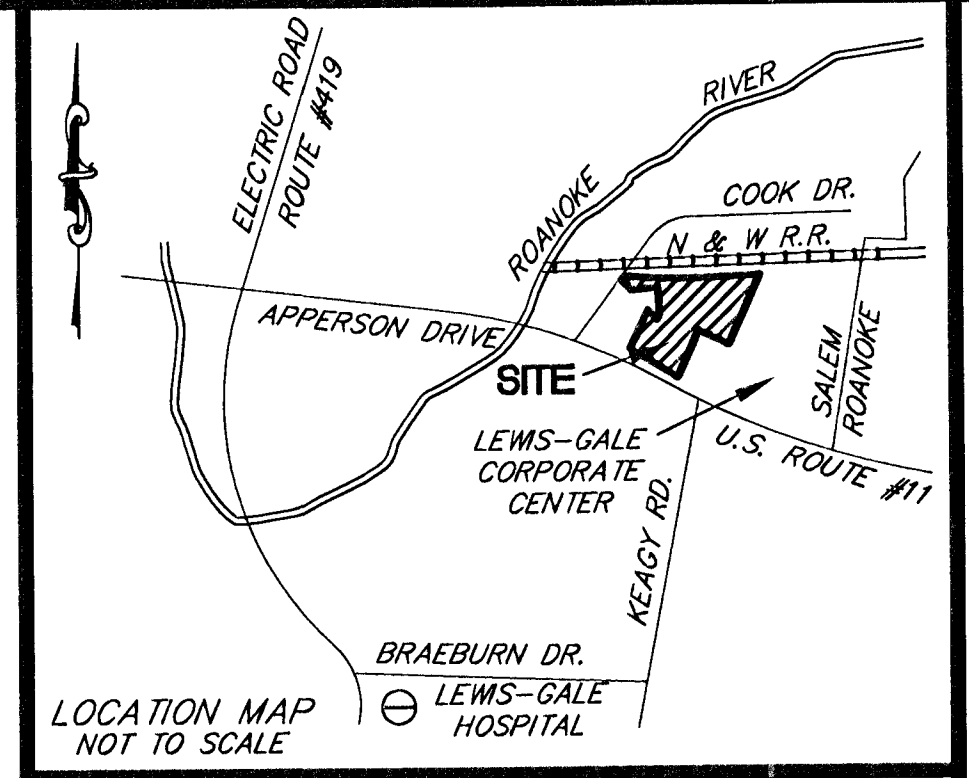 ELECTRIC ROAD
ROUTE #419
RIVER
ROANOKE
COOK DR.
N & W R.R.
APPERSON DRIVE
SITE
SALEM
ROANOKE
LEWIS-GALE
CORPORATE
CENTER
U.S. ROUTE #11
KEAGY RD.
BRAEBURN DR.
LEWIS-GALE
HOSPITAL
LOCATION MAP
NOT TO SCALE